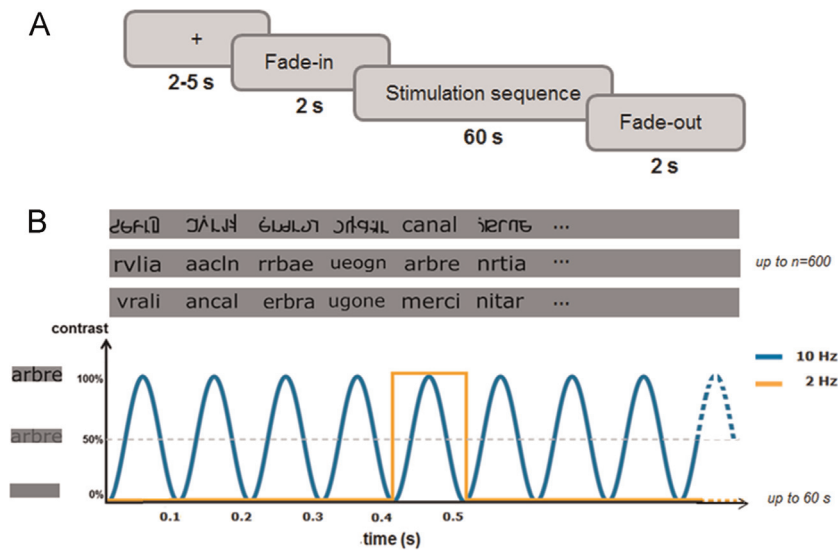 A
+
2-5 s
Fade-in
2 s
Stimulation sequence
60 s
Fade-out
2 s
B
canal ...
rvlia aacln rrbae ueogn arbre nrtia ...
up to n=600
vrali ancal erbra ugone merci nitar ...
contrast
arbre 100%
arbre 50%
0%
10 Hz
2 Hz
0.1 0.2 0.3 0.4 0.5
up to 60 s
time (s)